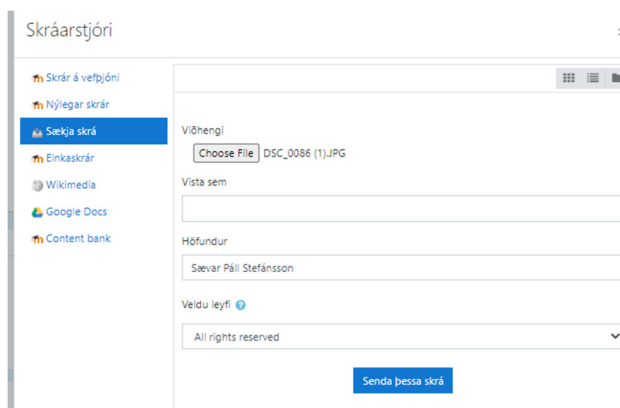 Skráarstjóri
Skrár á vefþjóni
Nýlegar skrár
Sækja skrá
Einkaskrár
Wikimedia
Google Docs
Content bank
Viðhengi
Choose File DSC_0086 (1).JPG
Vista sem
Höfundur
Sævar Páll Stefánsson
Veldu leyfi
All rights reserved
Senda þessa skrá